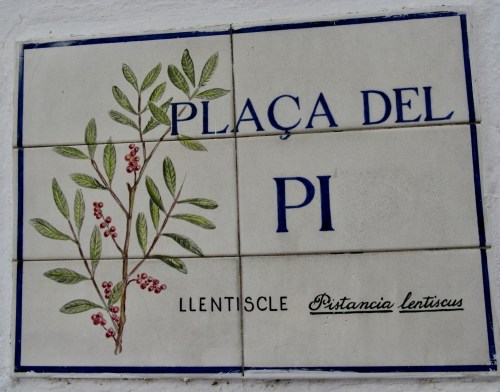 PLAÇA DEL
PI
LLENTISCLE Pistancia lentiscus